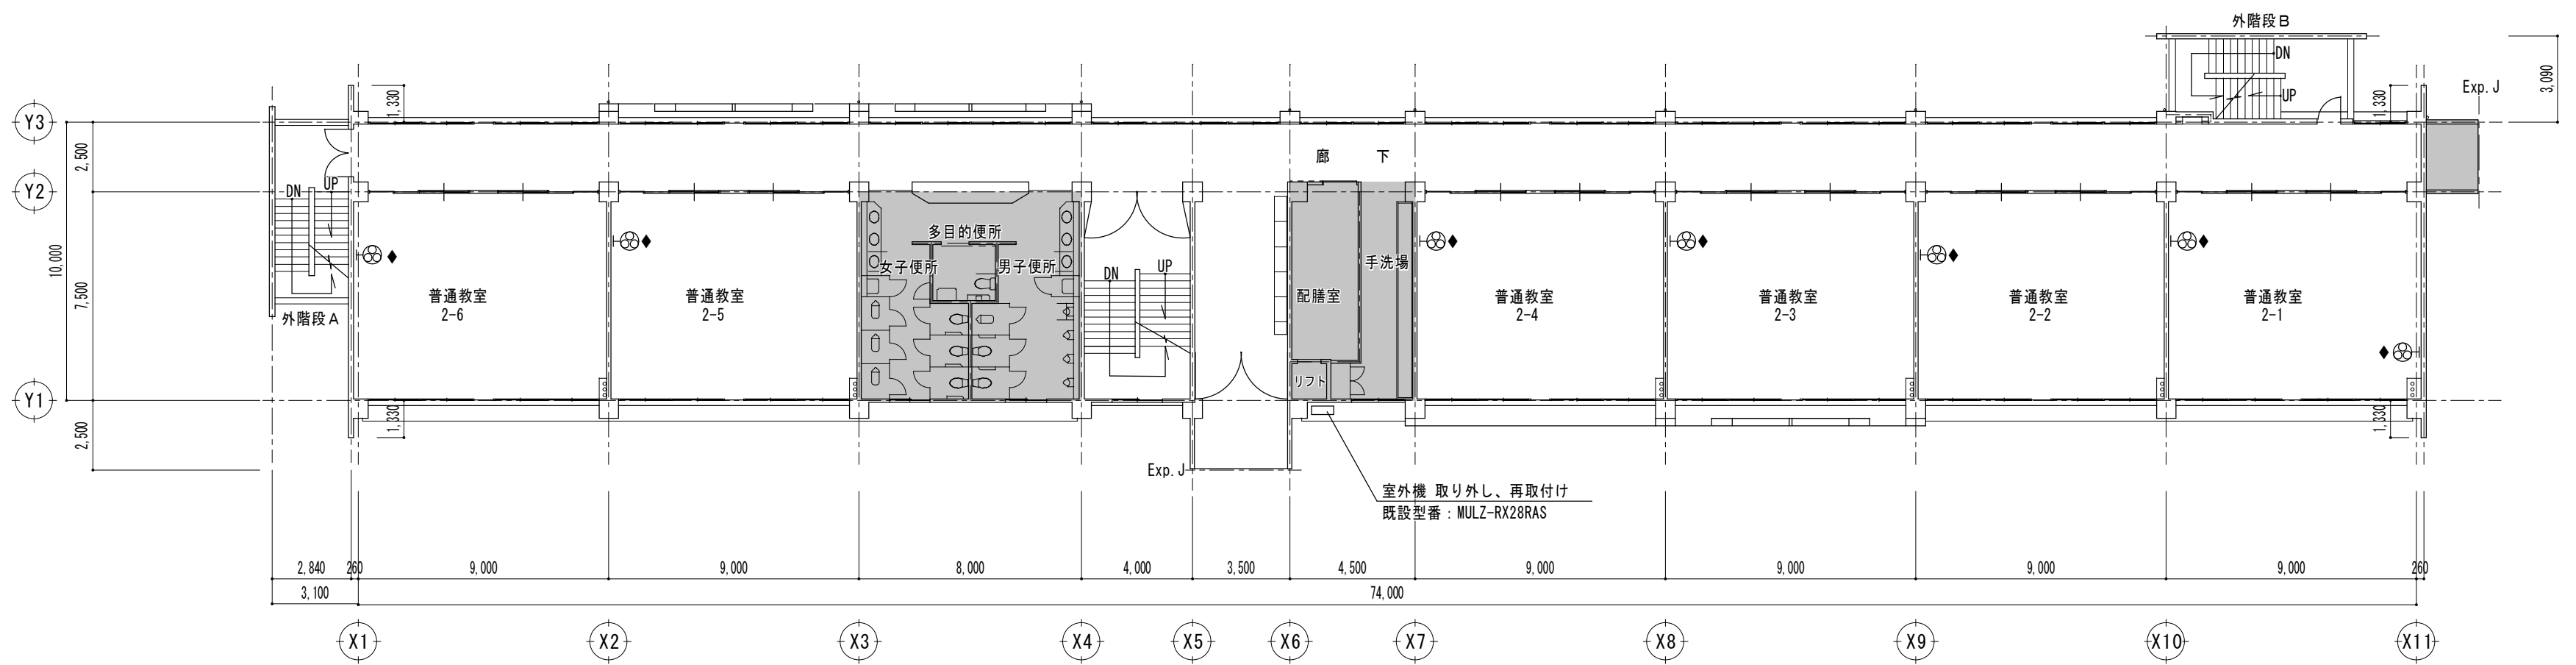 外階段B
DN
UP
Exp.J
3,090
1,330
1,330
Y3
2,500
廊　下
Y2
DN
UP
10,000
7,500
外階段A
普通教室
2-6
普通教室
2-5
多目的便所
女子便所
男子便所
DN
UP
配膳室
手洗場
リフト
普通教室
2-4
普通教室
2-3
普通教室
2-2
普通教室
2-1
Y1
2,500
1,330
1,330
Exp.J
室外機 取り外し、再取付け
既設型番：MULZ-RX28RAS
2,840
260
9,000
9,000
8,000
4,000
3,500
4,500
9,000
9,000
9,000
9,000
260
3,100
74,000
X1
X2
X3
X4
X5
X6
X7
X8
X9
X10
X11